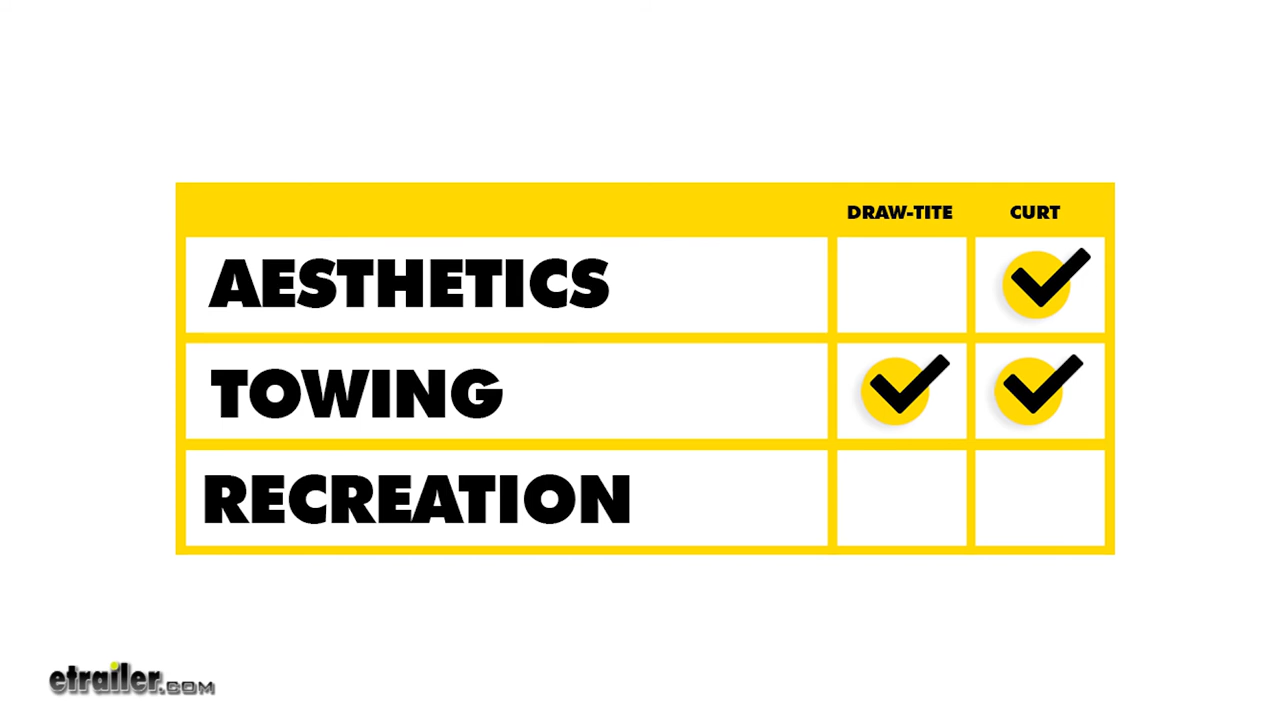 DRAW-TITE CURT
AESTHETICS
TOWING
RECREATION
etrailer.COM